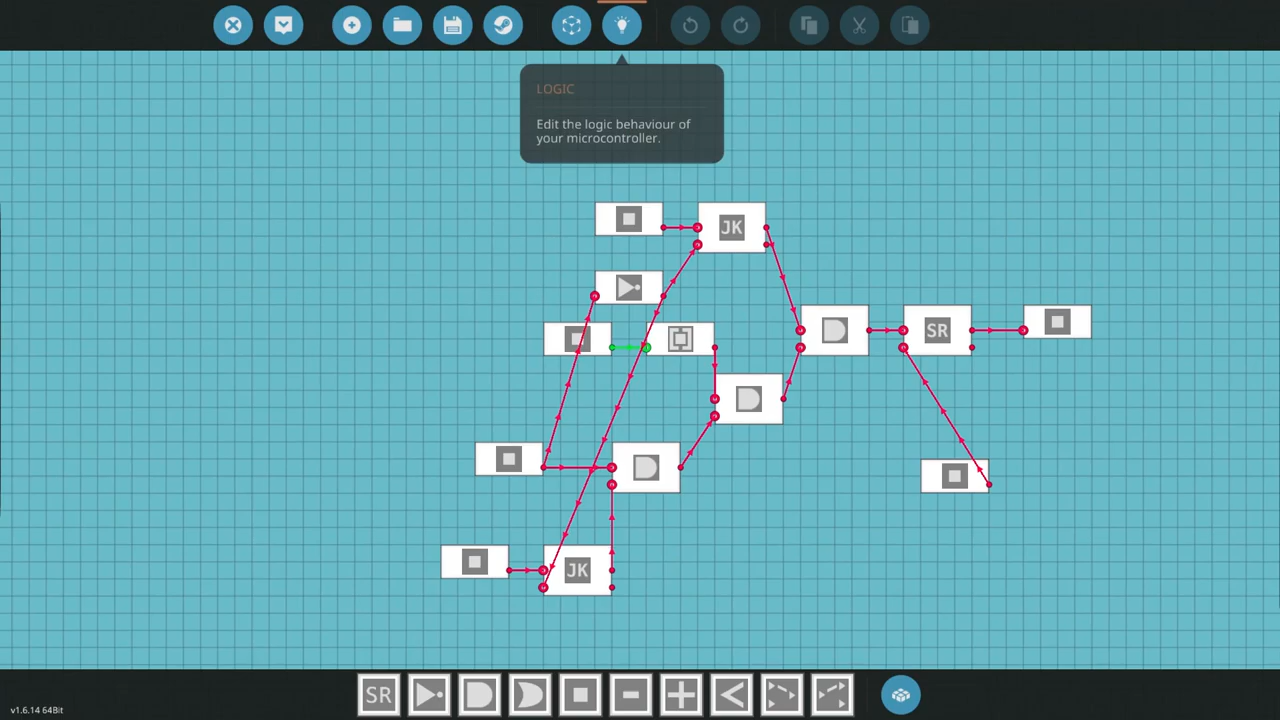 LOGIC
Edit the logic behaviour of
your microcontroller.
JK
SR
JK
SR
v1.6.14 64Bit